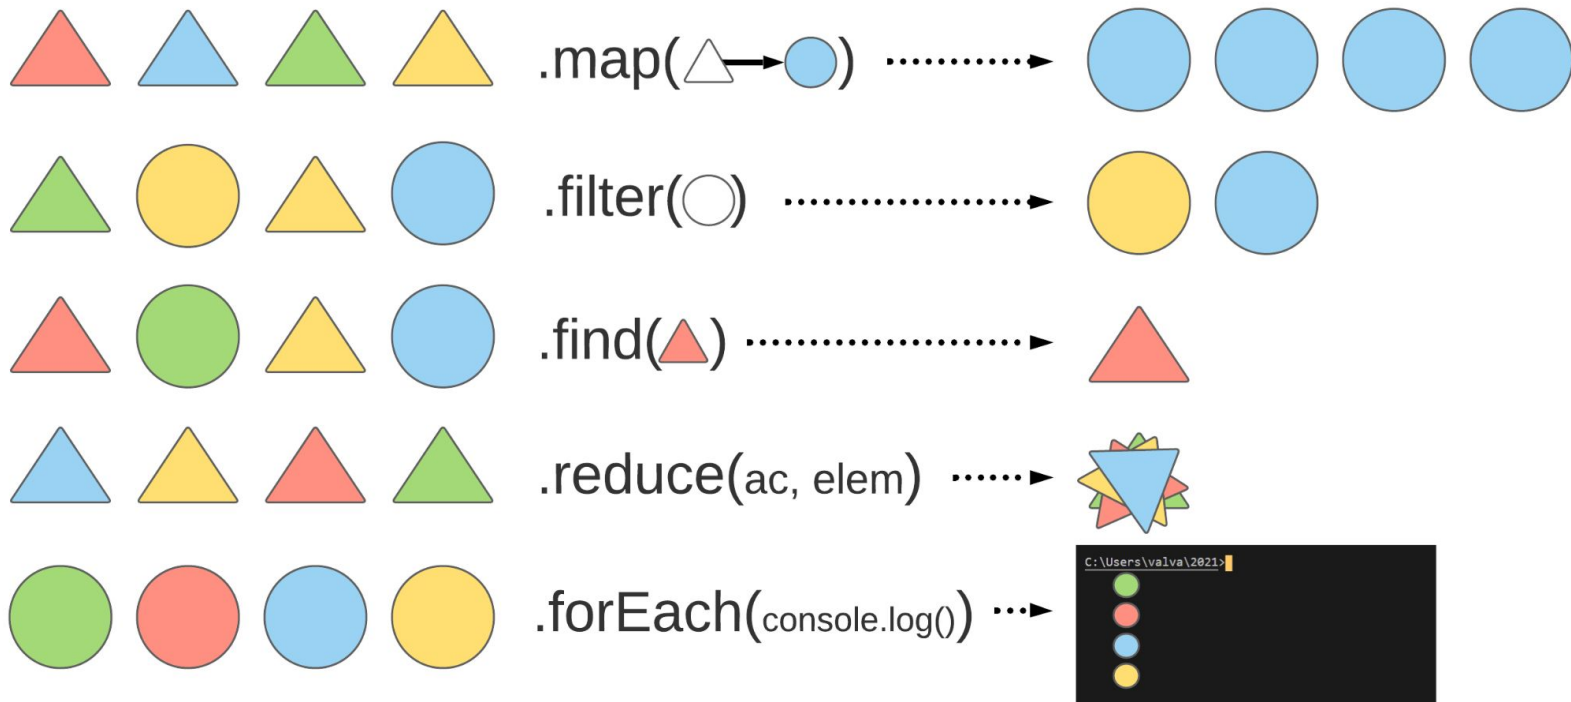 .map( )
.filter( )
.find( )
.reduce(ac, elem)
.forEach(console.log())
C:\Users\valva\2021>